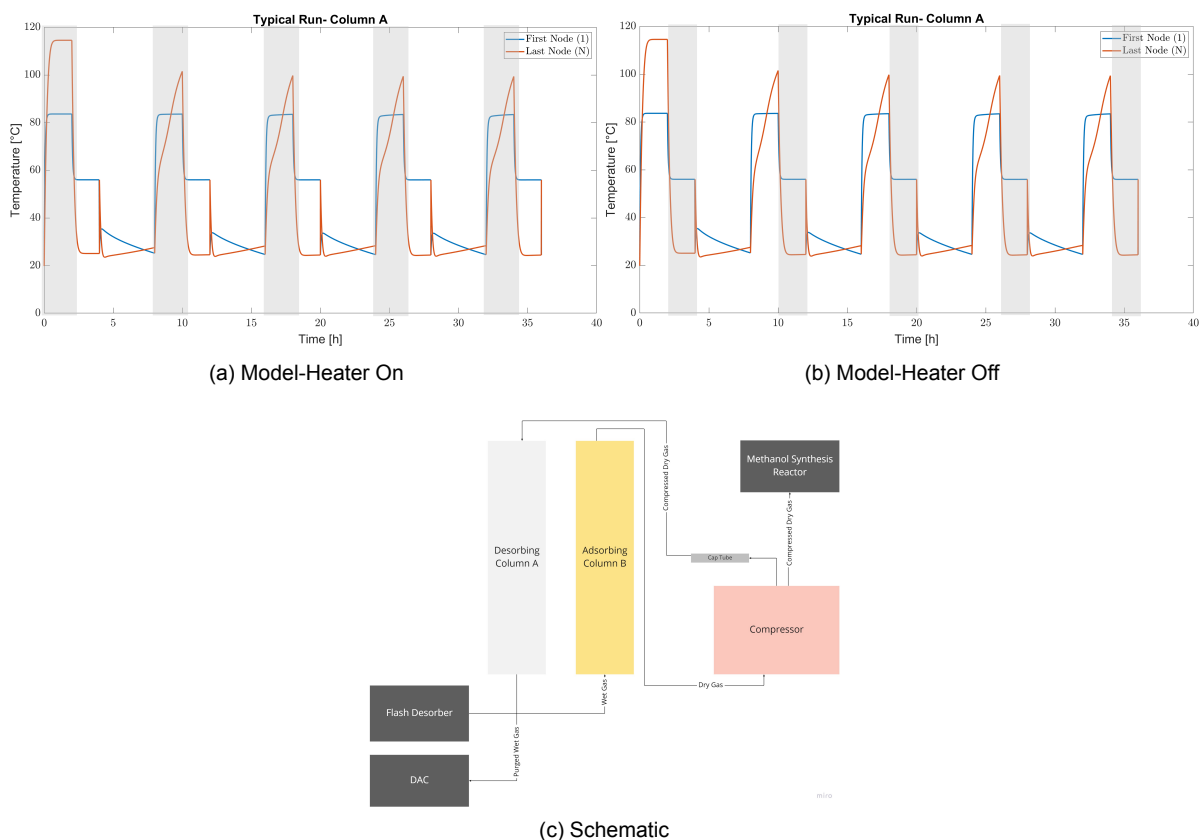 Typical Run- Column A
First Node (1)
Last Node (N)
Temperature [°C]
120
100
80
60
40
20
0
0
5
10
15
20
25
30
35
40
Time [h]
(a) Model-Heater On
Typical Run- Column A
First Node (1)
Last Node (N)
Temperature [°C]
120
100
80
60
40
20
0
0
5
10
15
20
25
30
35
40
Time [h]
(b) Model-Heater Off
Desorbing
Column A
Adsorbing
Column B
Compressed Dry Gas
Methanol Synthesis
Reactor
Compressed Dry Gas
Cap Tube
Compressor
Dry Gas
Wet Gas
Flash Desorber
Purged Wet Gas
DAC
miro
(c) Schematic